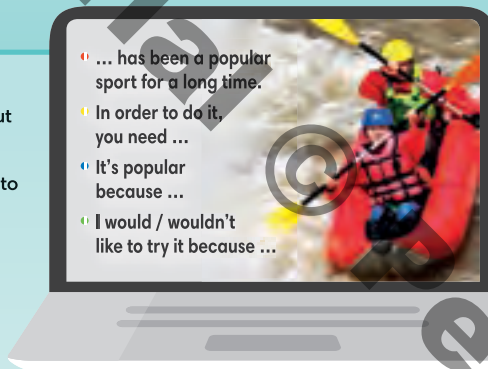 … has been a popular
sport for a long time.
In order to do it,
you need …
It's popular
because …
I would / wouldn't
like to try it because …
ut
to
©